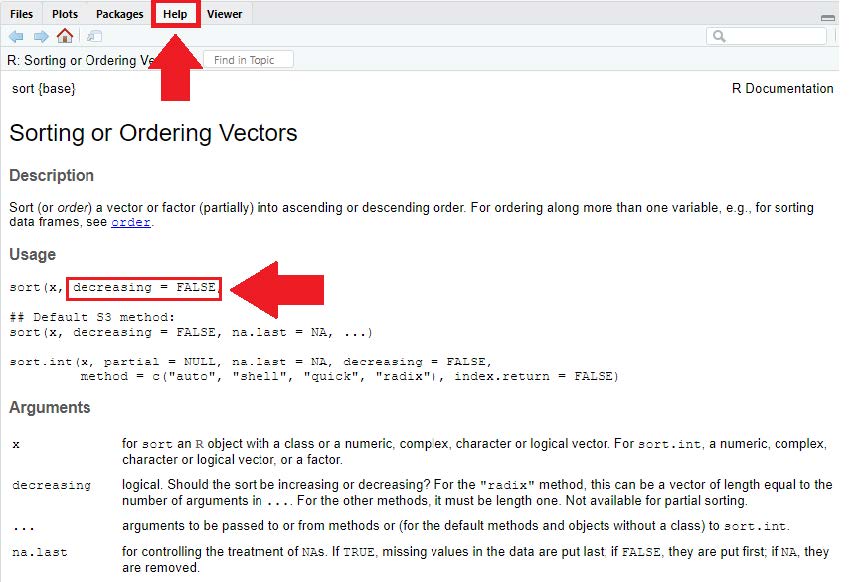 Files Plots Packages Help Viewer
R: Sorting or Ordering Ve Find in Topic
sort {base} R Documentation
Sorting or Ordering Vectors
Description
Sort (or order) a vector or factor (partially) into ascending or descending order. For ordering along more than one variable, e.g., for sorting
data frames, see order.
Usage
sort(x, decreasing = FALSE,
## Default S3 method:
sort(x, decreasing = FALSE, na.last = NA, ...)
sort.int(x, partial = NULL, na.last = NA, decreasing = FALSE,
method = c("auto", "shell", "quick", "radix"), index.return = FALSE)
Arguments
x for sort an R object with a class or a numeric, complex, character or logical vector. For sort.int, a numeric, complex,
character or logical vector, or a factor.
decreasing logical. Should the sort be increasing or decreasing? For the "radix" method, this can be a vector of length equal to the
number of arguments in .... For the other methods, it must be length one. Not available for partial sorting.
... arguments to be passed to or from methods or (for the default methods and objects without a class) to sort.int.
na.last for controlling the treatment of NAs. If TRUE, missing values in the data are put last; if FALSE, they are put first; if NA, they
are removed.